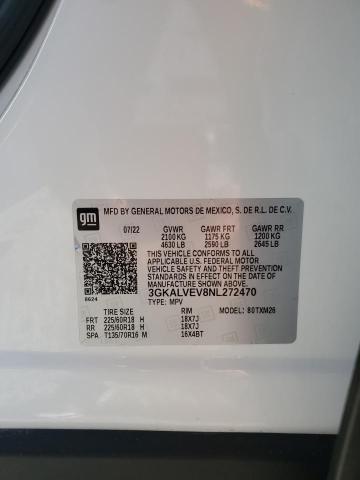 gm
MFD BY GENERAL MOTORS DE MEXICO, S. DE R.L. DE C.V.
07/22 GVWR GAWR FRT GAWR RR
2100 KG 1175 KG 1200 KG
4630 LB 2590 LB 2645 LB
THIS VEHICLE CONFORMS TO ALL
APPLICABLE U.S. FEDERAL MOTOR
VEHICLE SAFETY, BUMPER, AND THEFT
PREVENTION STANDARDS IN EFFECT ON
THE DATE OF MANUFACTURE SHOWN ABOVE.
3GKALVEV8NL272470
8624 TYPE: MPV
TIRE SIZE RIM MODEL: 80TXM26
FRT 225/60R18 H 18X7J
RR 225/60R18 H 18X7J
SPA T135/70R16 M 16X4BT